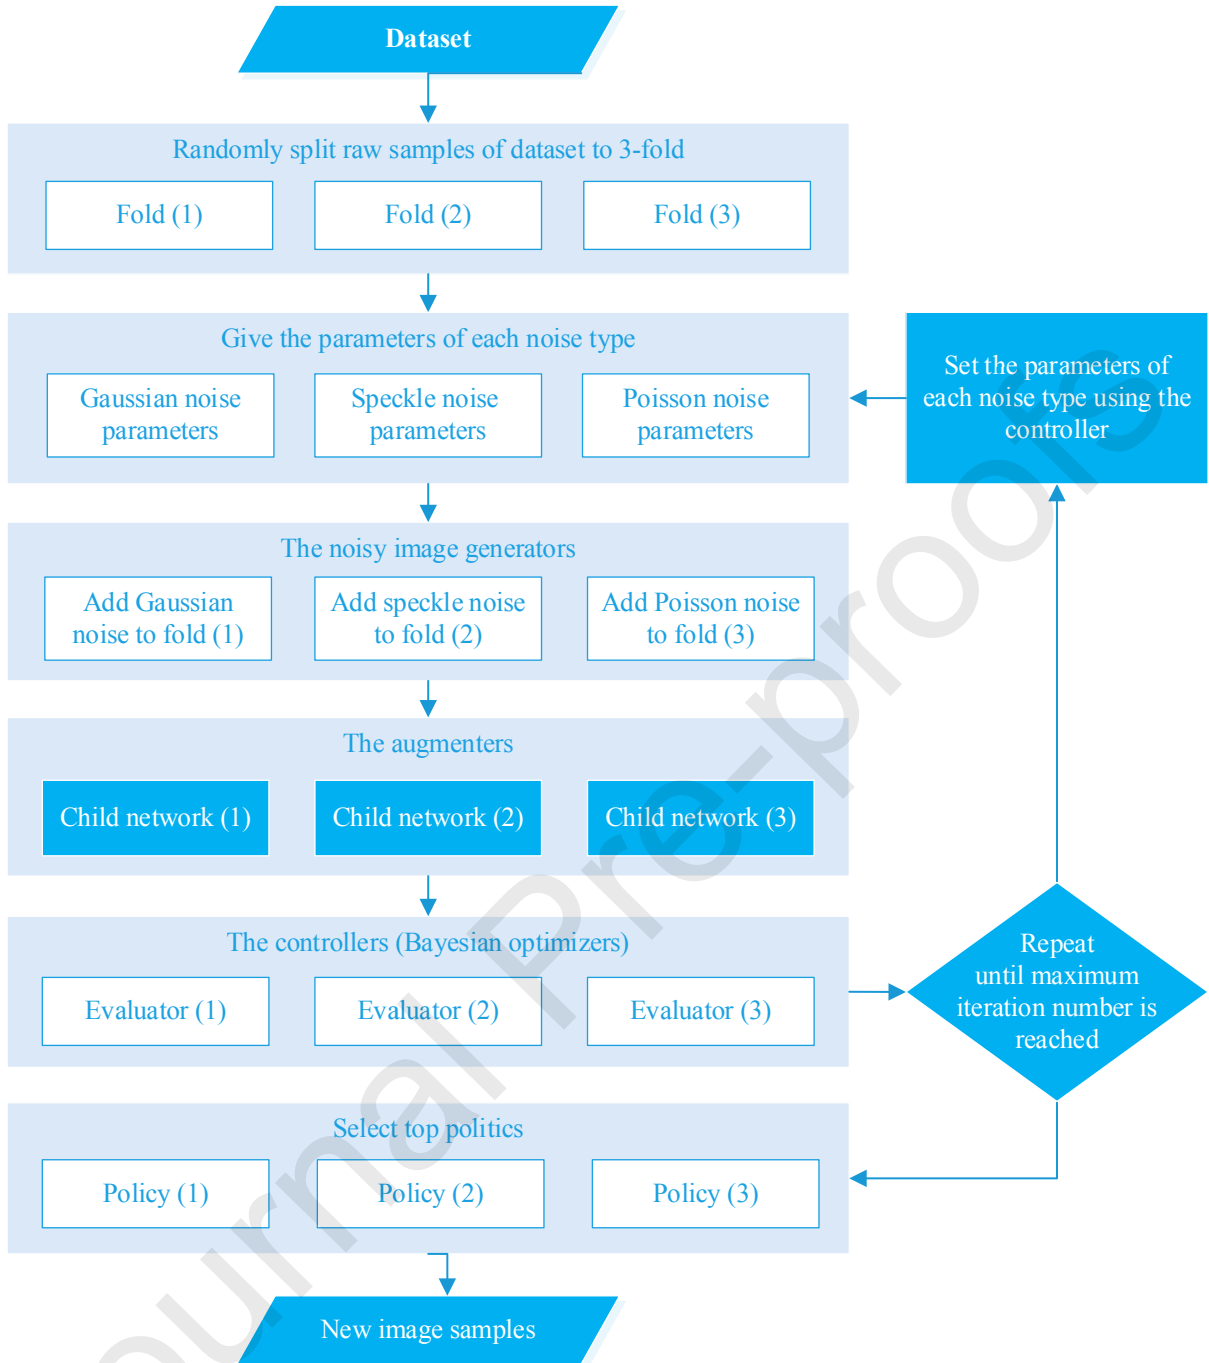 Dataset
Randomly split raw samples of dataset to 3-fold
Fold (1)
Fold (2)
Fold (3)
Give the parameters of each noise type
Gaussian noise
parameters
Speckle noise
parameters
Poisson noise
parameters
Set the parameters of
each noise type using the
controller
The noisy image generators
Add Gaussian
noise to fold (1)
Add speckle noise
to fold (2)
Add Poisson noise
to fold (3)
The augmenters
Child network (1)
Child network (2)
Child network (3)
The controllers (Bayesian optimizers)
Evaluator (1)
Evaluator (2)
Evaluator (3)
Repeat
until maximum
iteration number is
reached
Select top politics
Policy (1)
Policy (2)
Policy (3)
New image samples
ournal Pre-proofs